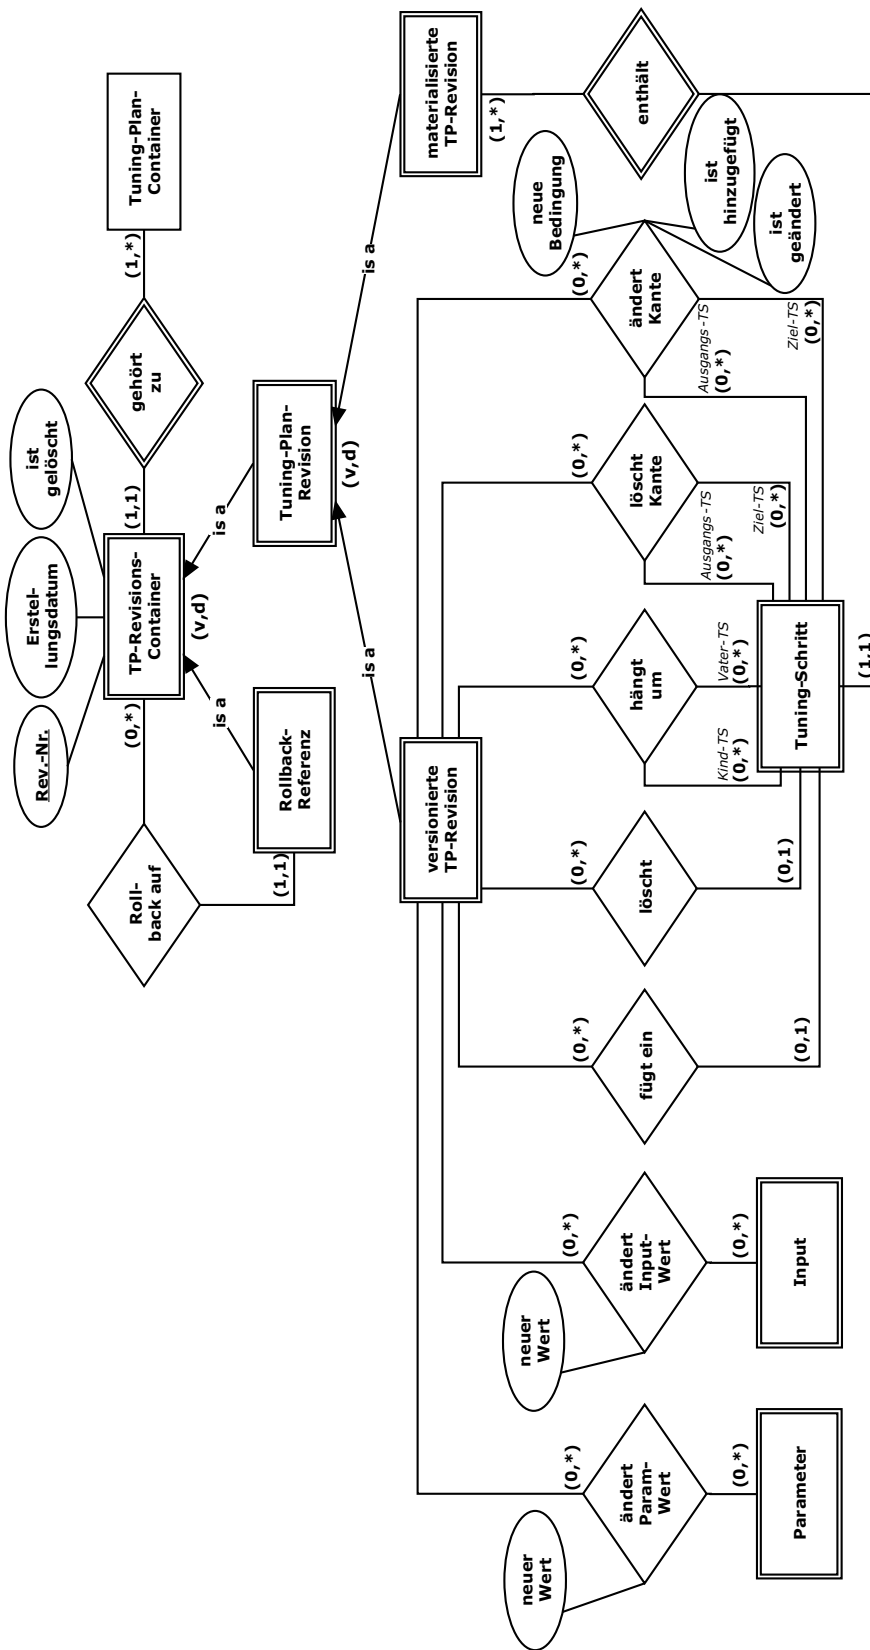 Rev.-Nr.
Erstel-
lungsdatum
ist
gelöscht
Roll-
back auf
(0,*)
TP-Revisions-
Container
(1,1)
gehört
zu
(1,*)
Tuning-Plan-
Container
(v,d)
is a
is a
(1,1)
Rollback-
Referenz
Tuning-Plan-
Revision
(v,d)
is a
is a
versionierte
TP-Revision
materialisierte
TP-Revision
(1,*)
neuer
Wert
neuer
Wert
neue
Bedingung
(0,*)
(0,*)
(0,*)
(0,*)
(0,*)
(0,*)
(0,*)
ändert
Param-
Wert
ändert
Input-
Wert
fügt ein
löscht
hängt
um
löscht
Kante
ändert
Kante
enthält
ist
hinzugefügt
ist
geändert
(0,*)
(0,*)
(0,1)
(0,1)
Kind-TS
(0,*)
Vater-TS
(0,*)
Ausgangs-TS
(0,*)
Ziel-TS
(0,*)
Ausgangs-TS
(0,*)
Ziel-TS
(0,*)
Parameter
Input
Tuning-Schritt
(1,1)